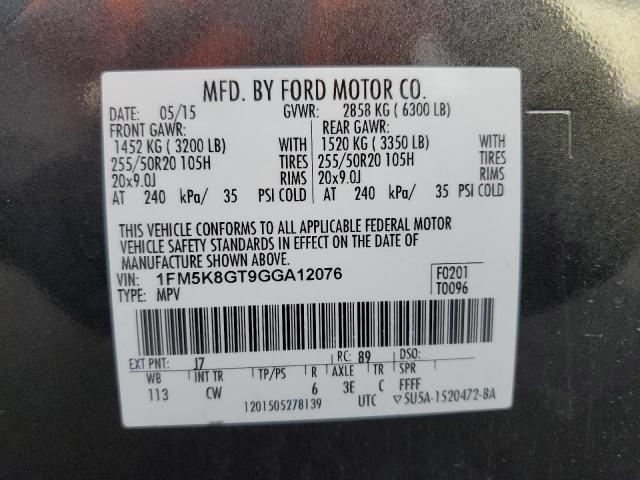 MFD. BY FORD MOTOR CO.
DATE: 05/15 GVWR: 2858 KG ( 6300 LB)
FRONT GAWR: REAR GAWR:
1452 KG ( 3200 LB) WITH 1520 KG ( 3350 LB) WITH
255/50R20 105H TIRES 255/50R20 105H TIRES
20x9.0J RIMS 20x9.0J RIMS
AT 240 kPa/ 35 PSI COLD AT 240 kPa/ 35 PSI COLD
THIS VEHICLE CONFORMS TO ALL APPLICABLE FEDERAL MOTOR
VEHICLE SAFETY STANDARDS IN EFFECT ON THE DATE OF
MANUFACTURE SHOWN ABOVE.
VIN: 1FM5K8GT9GGA12076 F0201
TYPE: MPV T0096
EXT PNT: J7 RC: 89 DSO:
WB INT TR TP/PS R AXLE TR SPR
113 CW 6 3E C FFFF
1201505278139 UTC ▽5U5A-1520472-BA